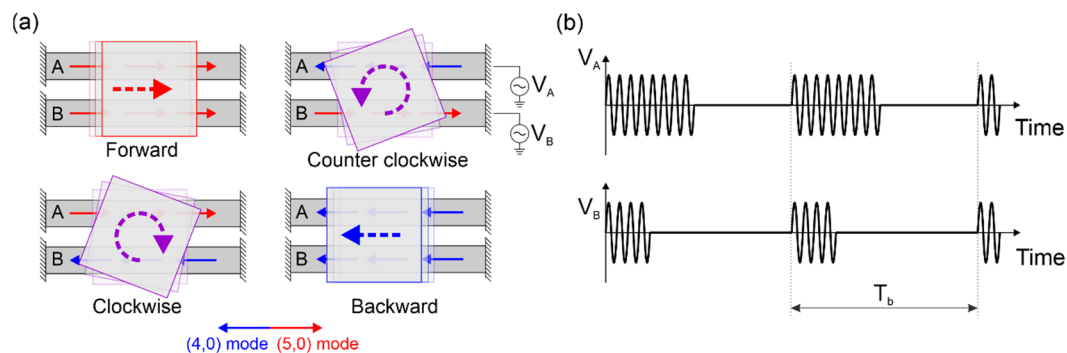 (a)
A
B
Forward
A
B
Counter clockwise
V_A
V_B
A
B
Clockwise
A
B
Backward
(4,0) mode (5,0) mode
(b)
V_A
Time
V_B
Time
T_b